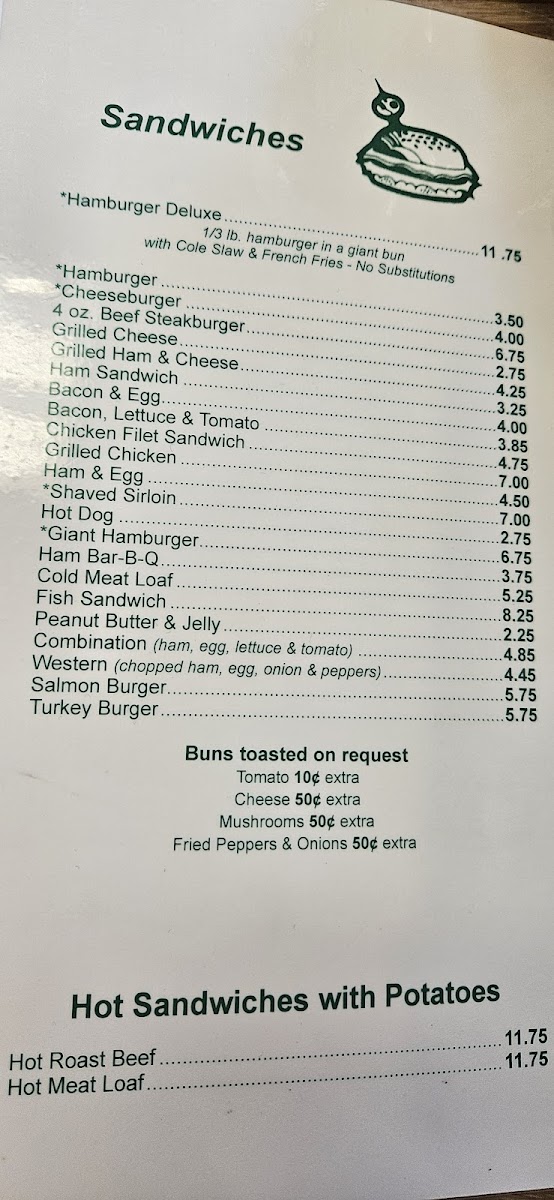 Sandwiches
*Hamburger Deluxe 11.75
1/3 lb. hamburger in a giant bun
with Cole Slaw & French Fries - No Substitutions
*Hamburger 3.50
*Cheeseburger 4.00
4 oz. Beef Steakburger 6.75
Grilled Cheese 2.75
Grilled Ham & Cheese 4.25
Ham Sandwich 3.25
Bacon & Egg 4.00
Bacon, Lettuce & Tomato 3.85
Chicken Filet Sandwich 4.75
Grilled Chicken 7.00
Ham & Egg 4.50
*Shaved Sirloin 7.00
Hot Dog 2.75
*Giant Hamburger 6.75
Ham Bar-B-Q 3.75
Cold Meat Loaf 5.25
Fish Sandwich 8.25
Peanut Butter & Jelly 2.25
Combination (ham, egg, lettuce & tomato) 4.85
Western (chopped ham, egg, onion & peppers) 4.45
Salmon Burger 5.75
Turkey Burger 5.75
Buns toasted on request
Tomato 10¢ extra
Cheese 50¢ extra
Mushrooms 50¢ extra
Fried Peppers & Onions 50¢ extra
Hot Sandwiches with Potatoes
Hot Roast Beef 11.75
Hot Meat Loaf 11.75